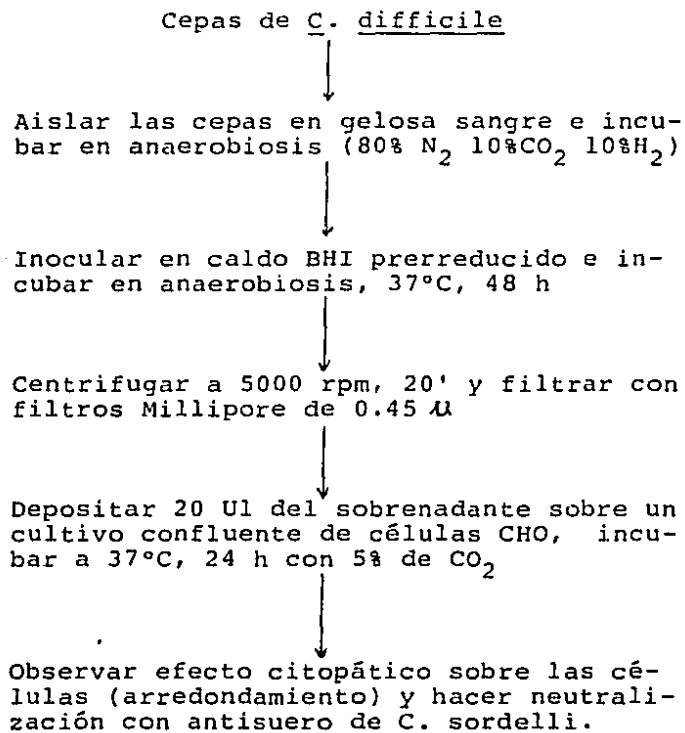 Cepas de C. difficile
Aislar las cepas en gelosa sangre e incu-
bar en anaerobiosis (80% N2 10%CO2 10%H2)
Inocular en caldo BHI prerreducido e in-
cubar en anaerobiosis, 37°C, 48 h
Centrifugar a 5000 rpm, 20' y filtrar con
filtros Millipore de 0.45 µ
Depositar 20 Ul del sobrenadante sobre un
cultivo confluente de células CHO, incu-
bar a 37°C, 24 h con 5% de CO2
Observar efecto citopático sobre las cé-
lulas (arredondamiento) y hacer neutrali-
zación con antisuero de C. sordelli.